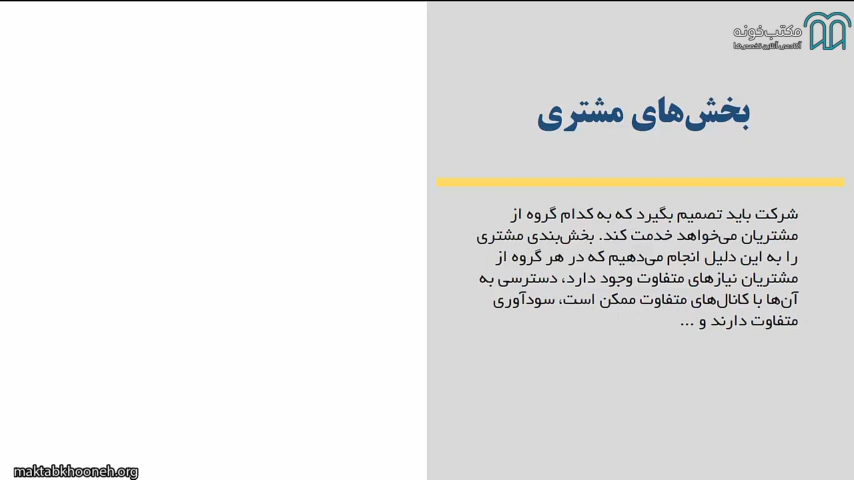 مکتب‌خونه
آکادمی آنلاین تخصص‌ها
بخش‌های مشتری
شرکت باید تصمیم بگیرد که به کدام گروه از
مشتریان می‌خواهد خدمت کند. بخش‌بندی مشتری
را به این دلیل انجام می‌دهیم که در هر گروه از
مشتریان نیازهای متفاوت وجود دارد، دسترسی به
آن‌ها با کانال‌های متفاوت ممکن است، سودآوری
متفاوت دارند و ...
maktabkhooneh.org